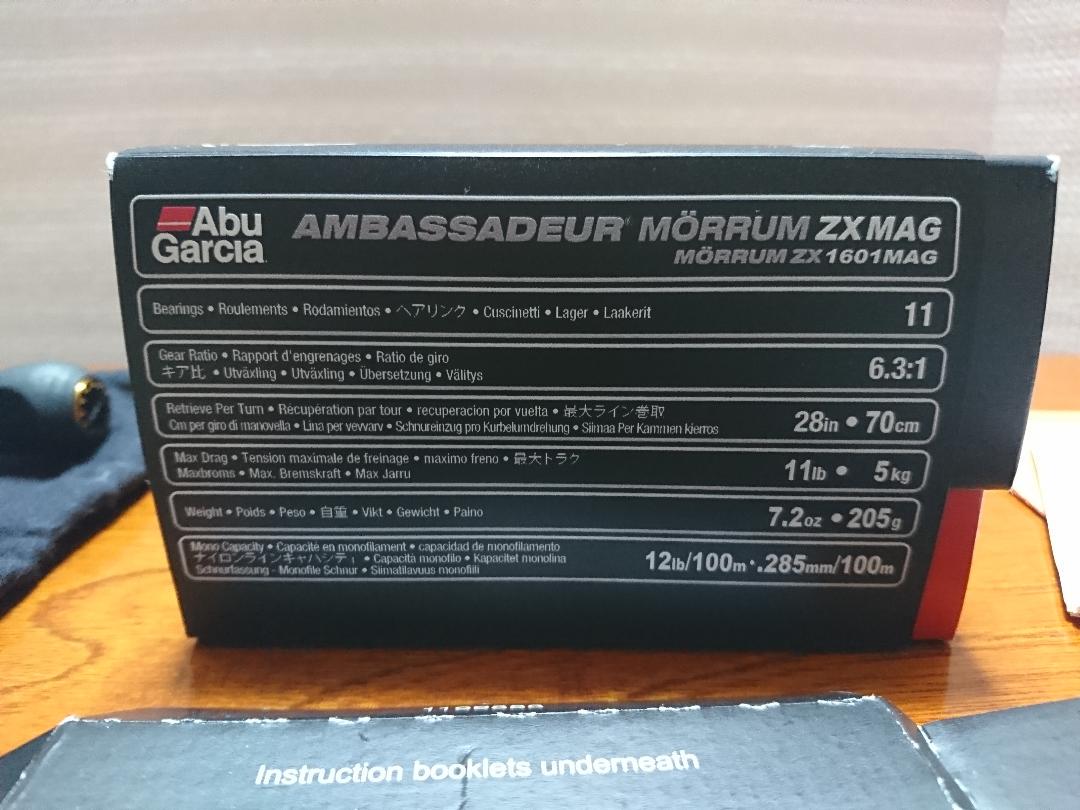 Abu
Garcia
AMBASSADEUR MÖRRUM ZXMAG
MÖRRUM ZX1601MAG
Bearings • Roulements • Rodamientos • ベアリング • Cuscinetti • Lager • Laakerit 11
Gear Ratio • Rapport d'engrenages • Ratio de giro
ギア比 • Utväxling • Utväxling • Übersetzung • Välitys
6.3:1
Retrieve Per Turn • Récupération par tour • recuperacion por vuelta • 最大ライン巻取
Cm per giro di manovella • Lina per vevvarv • Schnureinzug pro Kurbelumdrehung • Siimaa Per Kammen kierros
28in • 70cm
Max Drag • Tension maximale de freinage • maximo freno • 最大ドラグ
Maxbroms • Max. Bremskraft • Max Jarru
11lb • 5kg
Weight • Poids • Peso • 自重 • Vikt • Gewicht • Paino 7.2oz • 205g
Mono Capacity • Capacité en monofilament • capacidad de monofilamento
ナイロンラインキャパシティ • Capacità monofilo • Kapacitet monolina
Schnurfassung - Monofile Schnur • Siimatilavuus monofiili
12lb/100m • .285mm/100m
Instruction booklets underneath